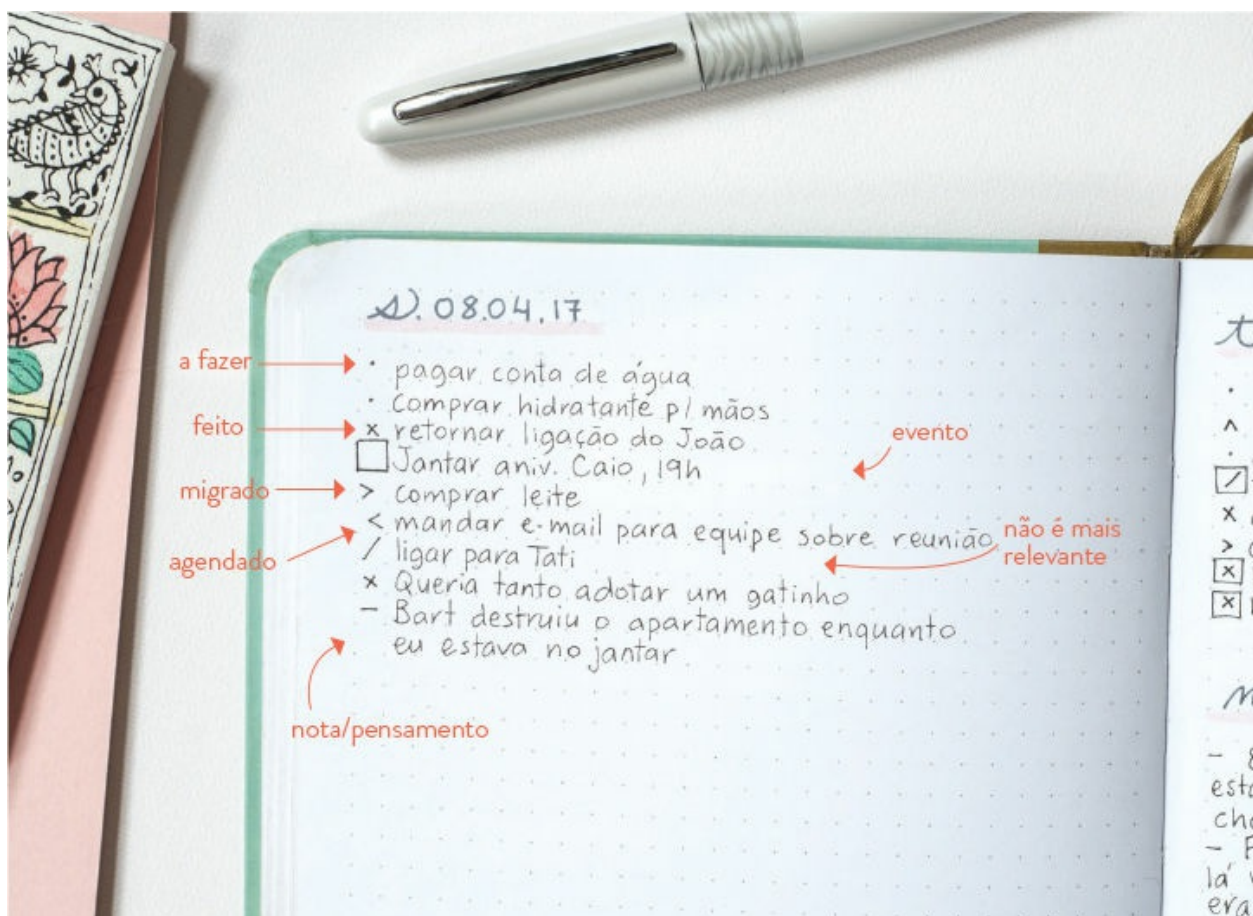 S. 08.04.17
a fazer
· pagar conta de água
· comprar hidratante p/ mãos
feito
x retornar ligação do João
evento
Jantar aniv. Caio, 19h
migrado
> comprar leite
agendado
< mandar e-mail para equipe sobre reunião
não é mais
relevante
/ ligar para Tati
x Queria tanto adotar um gatinho
— Bart destruiu o apartamento enquanto
eu estava no jantar
nota/pensamento
t
·
^
·
/
x
>
x
x
—
—
lá
era